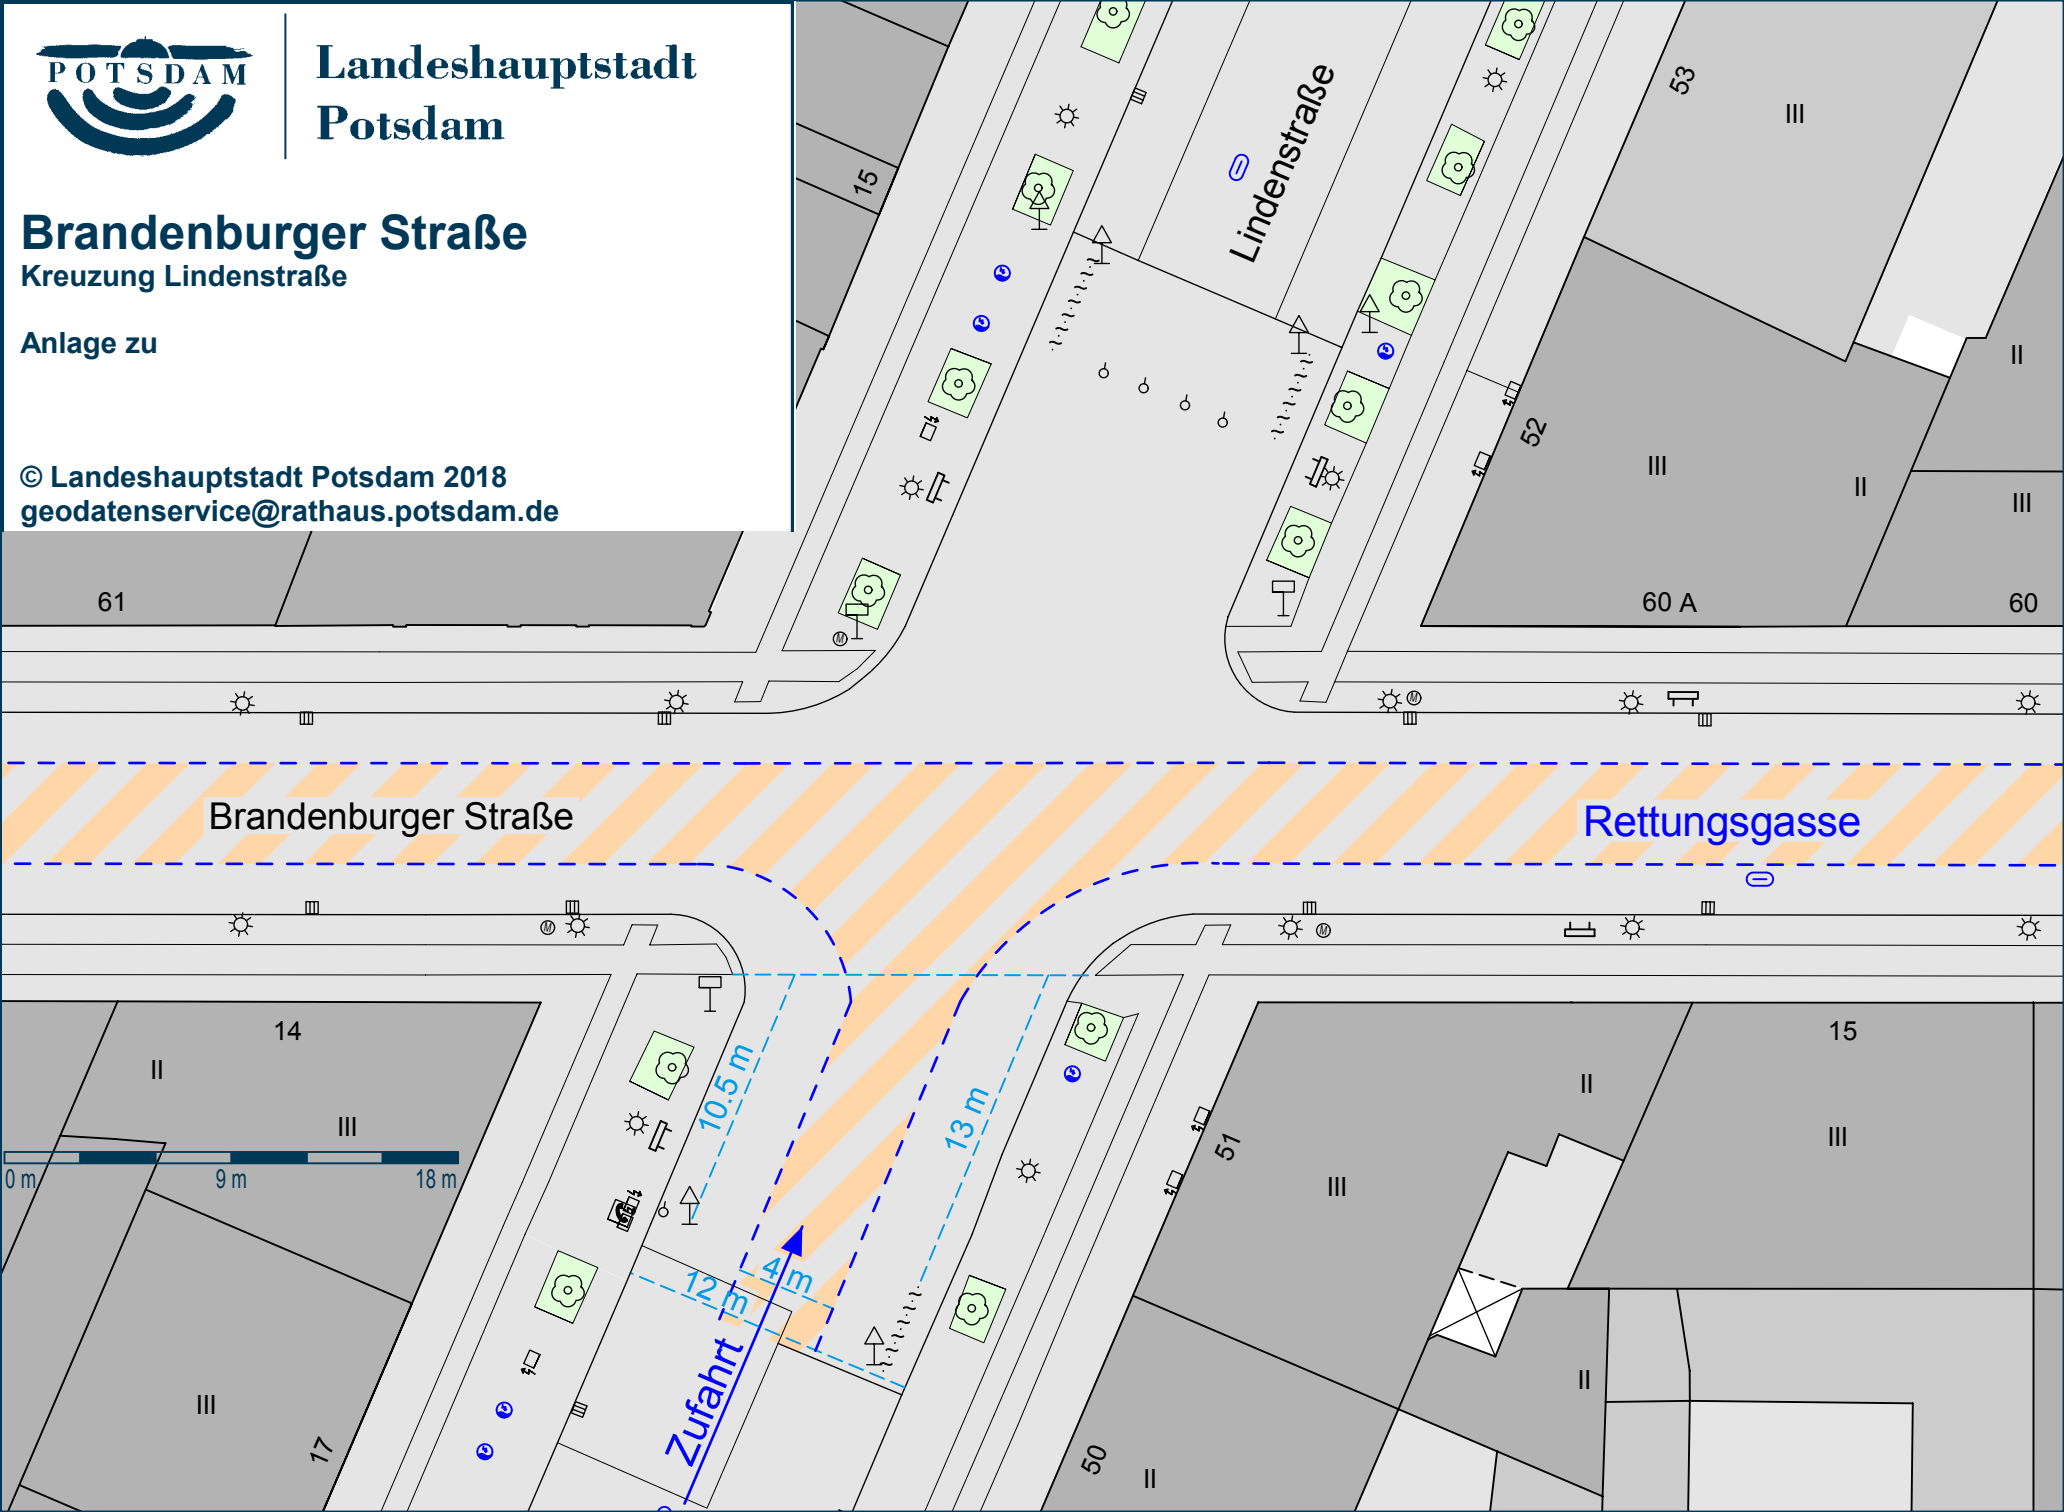 POTSDAM
Landeshauptstadt
Potsdam
Brandenburger Straße
Kreuzung Lindenstraße
Anlage zu
© Landeshauptstadt Potsdam 2018
geodatenservice@rathaus.potsdam.de
Lindenstraße
15
53
III
II
52
III
II
III
61
60 A
60
M
M
Brandenburger Straße
Rettungsgasse
M
M
14
II
III
10.5 m
13 m
51
II
15
III
III
0 m
9 m
18 m
4 m
12 m
Zufahrt
III
17
50
II
II